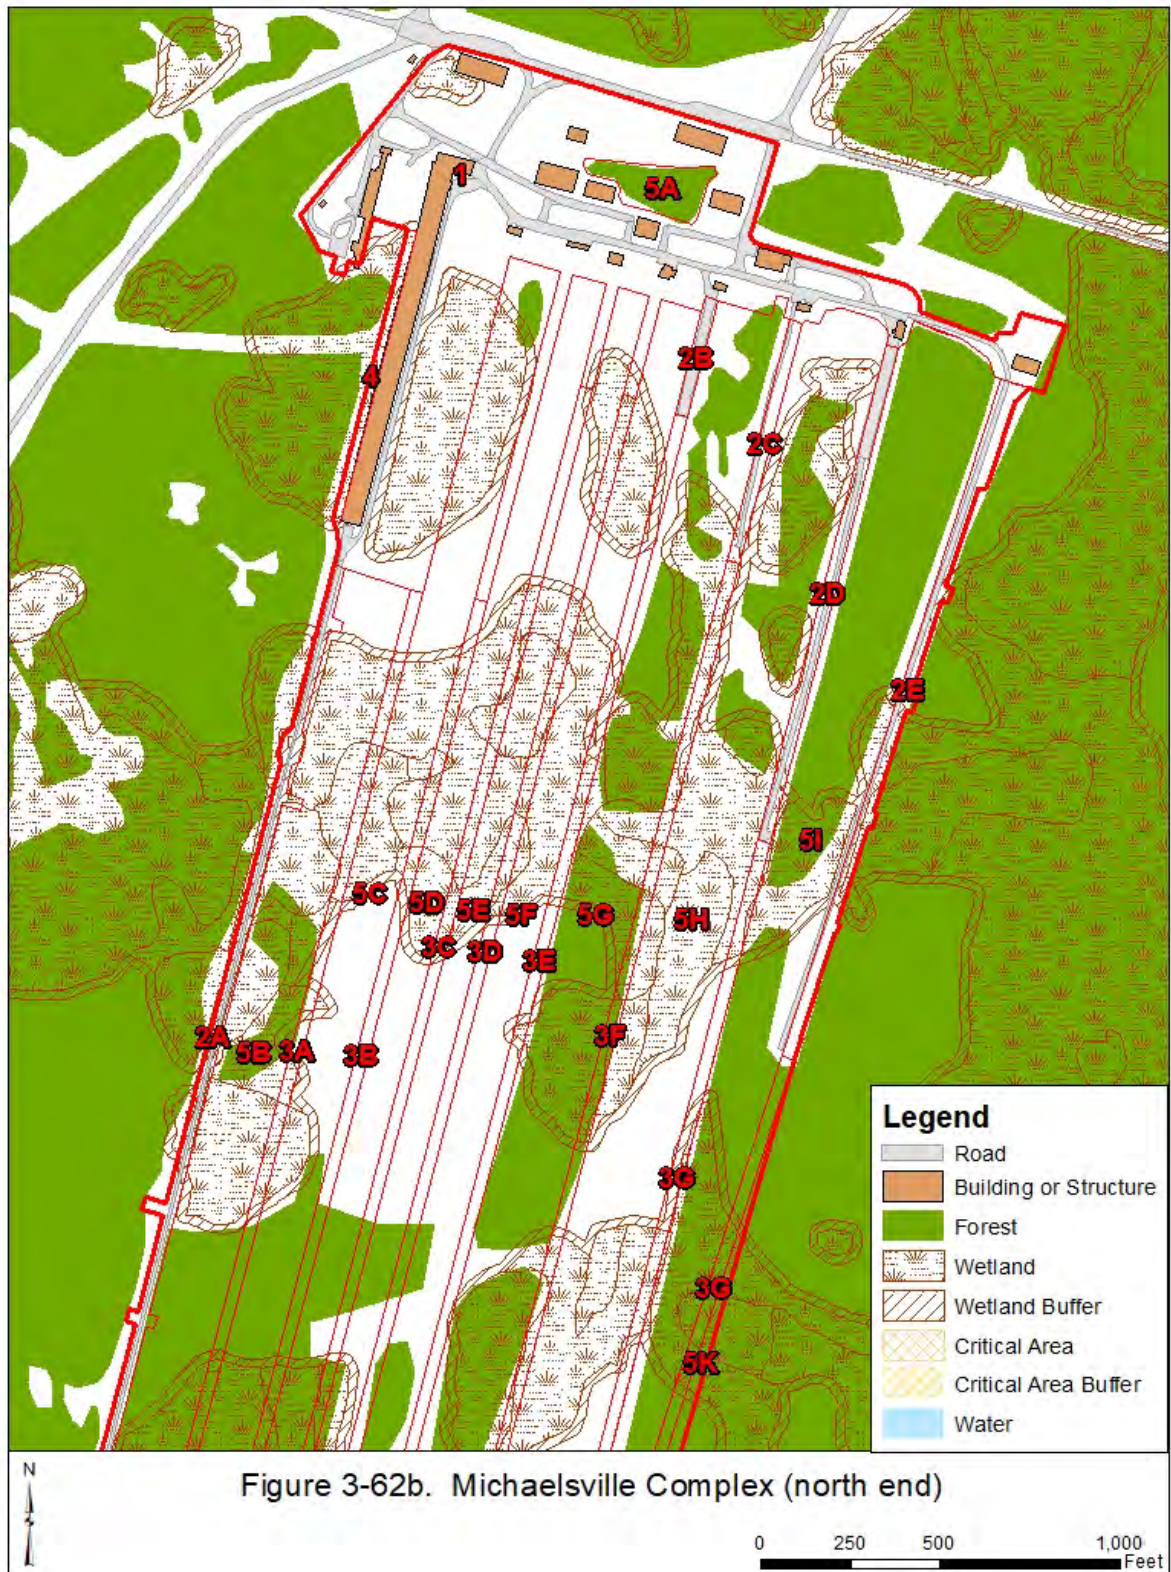 1
5A
4
2B
2C
2D
2E
5I
5C
5D
5E
5F
5G
5H
3C
3D
3E
2A
5B
3A
3B
3F
3G
3G
5K
Legend
Road
Building or Structure
Forest
Wetland
Wetland Buffer
Critical Area
Critical Area Buffer
Water
N
S
Figure 3-62b. Michaelsville Complex (north end)
0 250 500 1,000
Feet